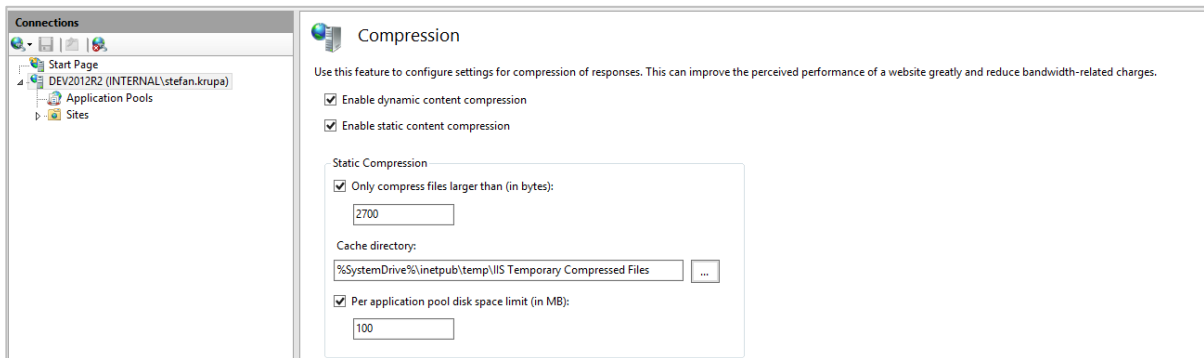 Connections
Start Page
DEV2012R2 (INTERNAL\stefan.krupa)
Application Pools
Sites
Compression
Use this feature to configure settings for compression of responses. This can improve the perceived performance of a website greatly and reduce bandwidth-related charges.
Enable dynamic content compression
Enable static content compression
Static Compression
Only compress files larger than (in bytes):
2700
Cache directory:
%SystemDrive%\inetpub\temp\IIS Temporary Compressed Files
...
Per application pool disk space limit (in MB):
100